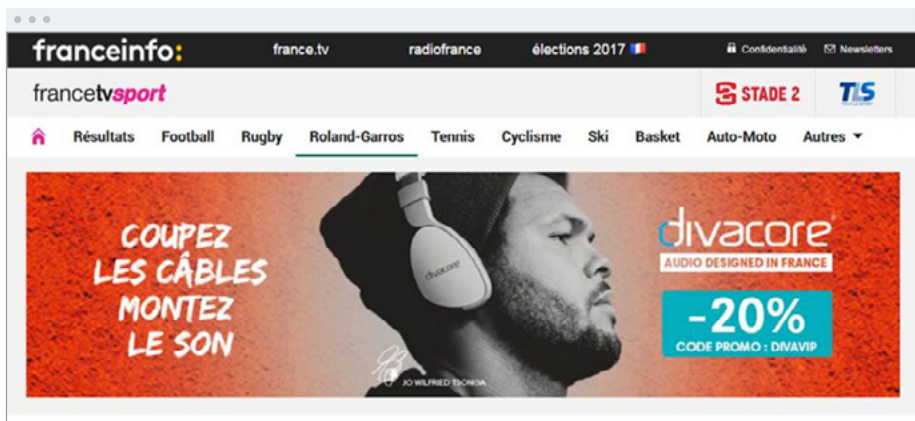 franceinfo: france.tv radiofrance élections 2017 Confidentialité Newsletters
francetvsport STADE 2 TLS
Résultats Football Rugby Roland-Garros Tennis Cyclisme Ski Basket Auto-Moto Autres
COUPEZ
LES CÂBLES
MONTEZ
LE SON
divacore
JO WILFRIED TSONGA
divacore
AUDIO DESIGNED IN FRANCE
-20%
CODE PROMO : DIVAVIP